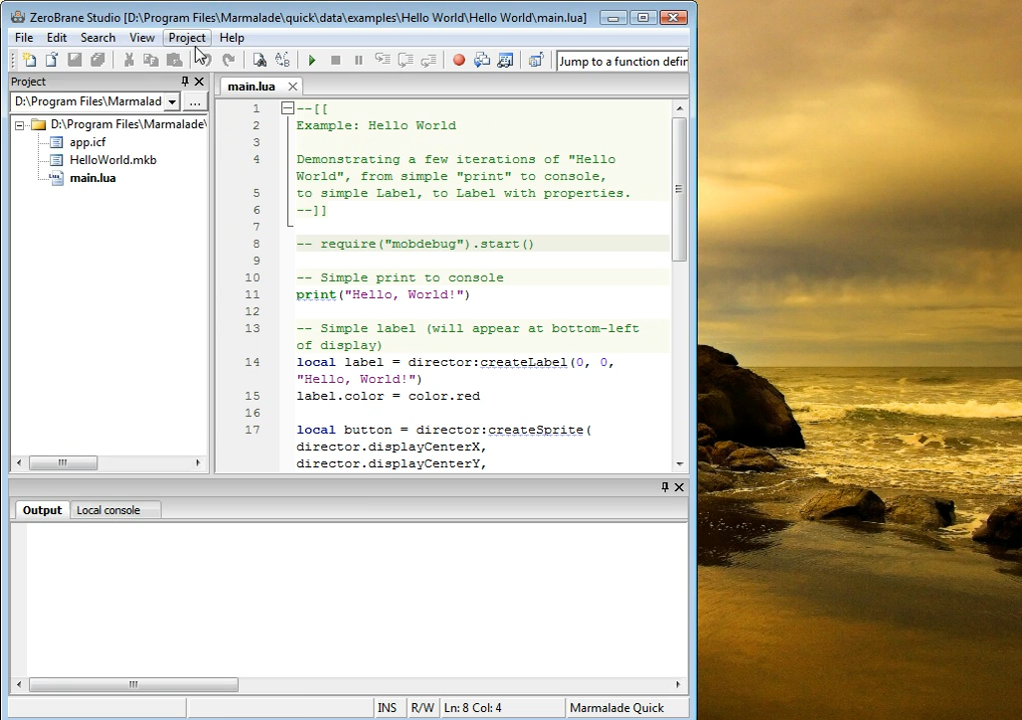 ZeroBrane Studio [D:\Program Files\Marmalade\quick\data\examples\Hello World\Hello World\main.lua]
File Edit Search View Project Help
Jump to a function defin
Project
D:\Program Files\Marmalad
...
D:\Program Files\Marmalade\
app.icf
HelloWorld.mkb
main.lua
main.lua
1 --[[
2 Example: Hello World
3
4 Demonstrating a few iterations of "Hello
World", from simple "print" to console,
5 to simple Label, to Label with properties.
6 --]]
7
8 -- require("mobdebug").start()
9
10 -- Simple print to console
11 print("Hello, World!")
12
13 -- Simple label (will appear at bottom-left
of display)
14 local label = director:createLabel(0, 0,
"Hello, World!")
15 label.color = color.red
16
17 local button = director:createSprite(
director.displayCenterX,
director.displayCenterY,
Output Local console
INS R/W Ln: 8 Col: 4 Marmalade Quick